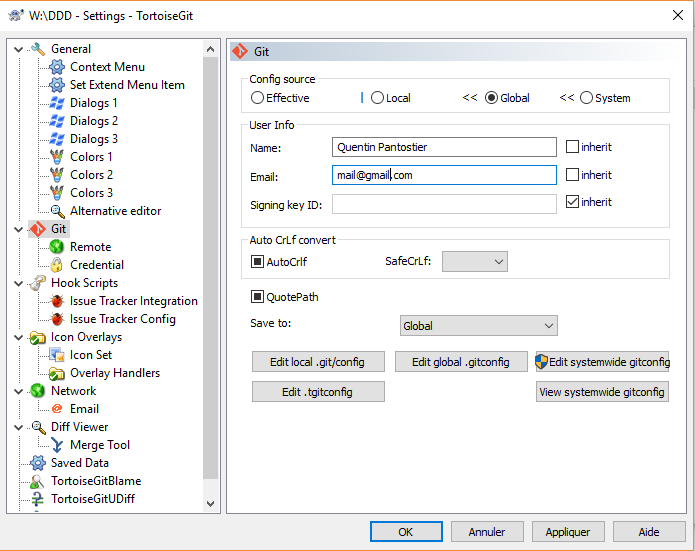 W:\DDD - Settings - TortoiseGit
General
Context Menu
Set Extend Menu Item
Dialogs 1
Dialogs 2
Dialogs 3
Colors 1
Colors 2
Colors 3
Alternative editor
Git
Remote
Credential
Hook Scripts
Issue Tracker Integration
Issue Tracker Config
Icon Overlays
Icon Set
Overlay Handlers
Network
Email
Diff Viewer
Merge Tool
Saved Data
TortoiseGitBlame
TortoiseGitUDiff
Git
Config source
Effective | Local << Global << System
User Info
Name: Quentin Pantostier inherit
Email: mail@gmail.com inherit
Signing key ID: inherit
Auto CrLf convert
AutoCrlf SafeCrLf:
QuotePath
Save to: Global
Edit local .git/config Edit global .gitconfig Edit systemwide gitconfig
Edit .tgitconfig View systemwide gitconfig
OK Annuler Appliquer Aide